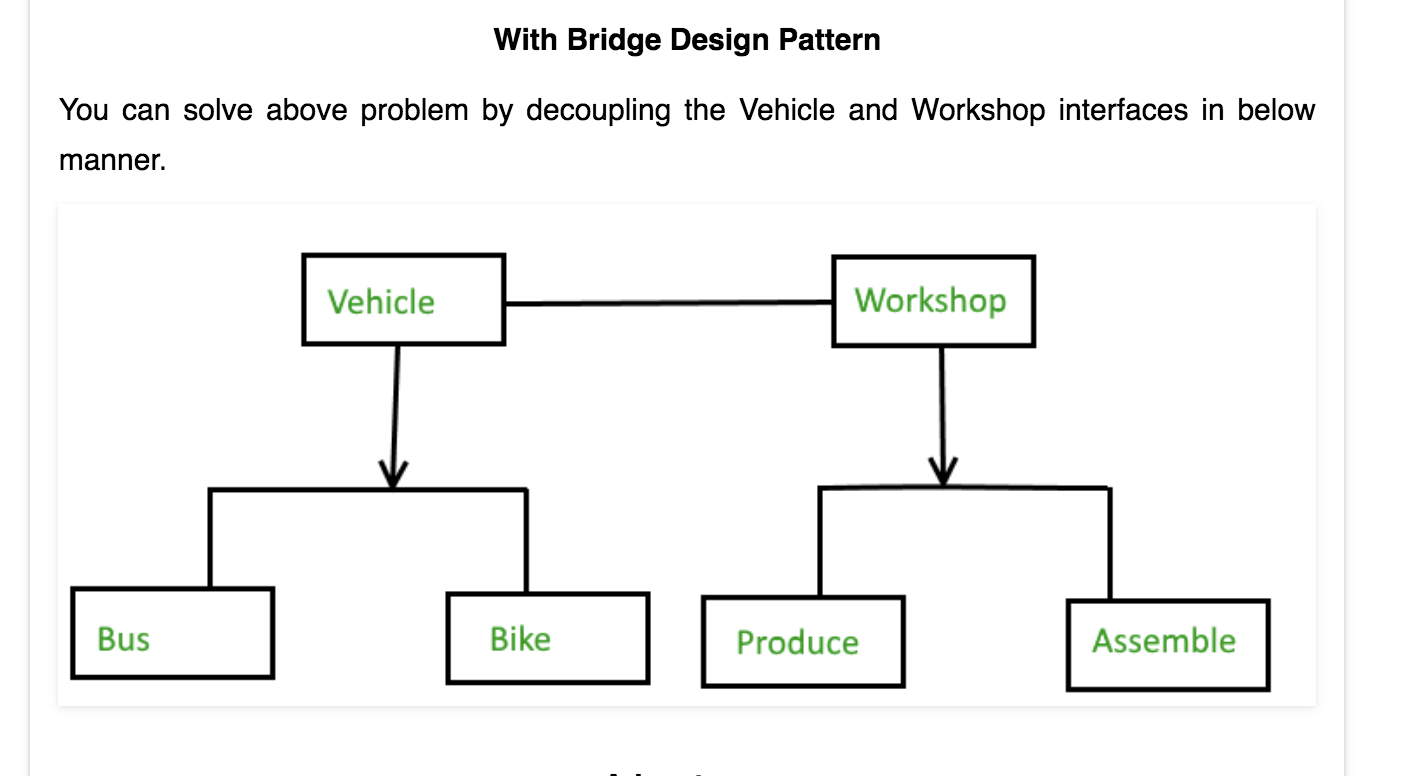 With Bridge Design Pattern
You can solve above problem by decoupling the Vehicle and Workshop interfaces in below
manner.
Vehicle
Workshop
Bus
Bike
Produce
Assemble